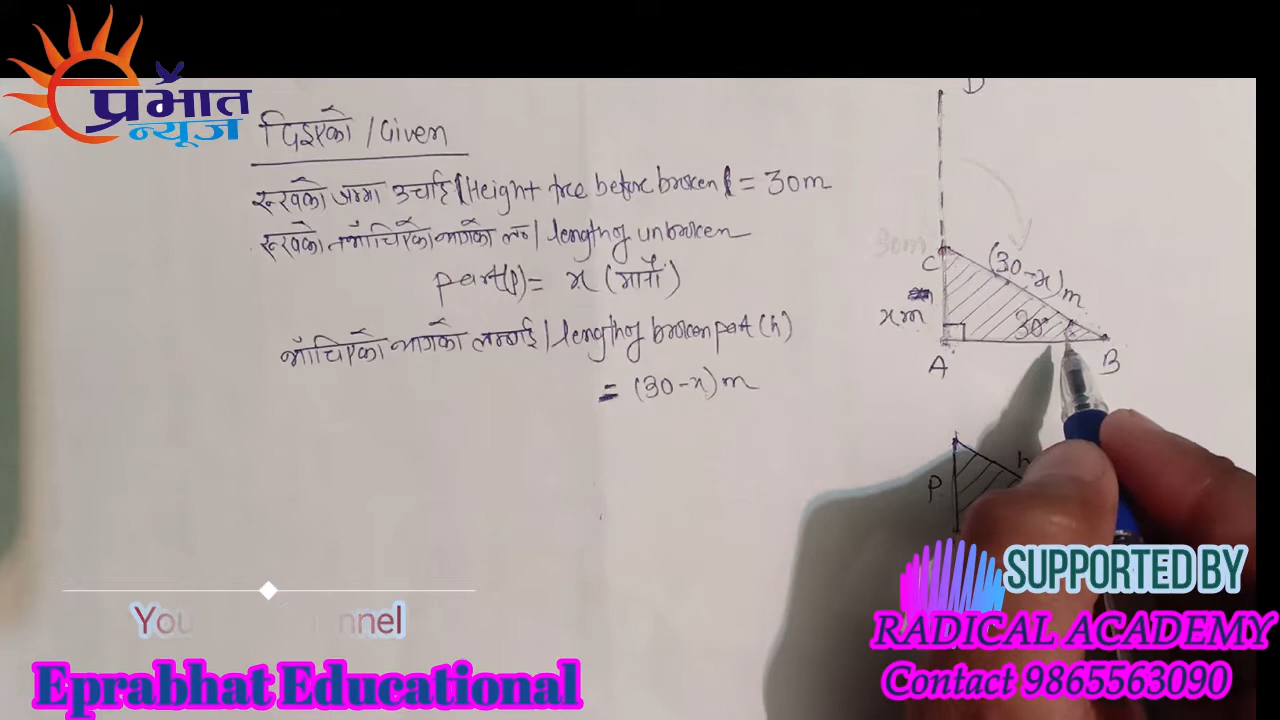 प्रभात
न्यूज
दिइएको / Given
रूखको जम्मा उचाई (Height tree before broken) = 30m
रूखको नभाँचिएको भागको लम्बाई / length of unbroken
part(p) = x (मानौं)
भाँचिएको भागको लम्बाई / length of broken part (h)
= (30-x) m
D
30m
C
(30-x) m
x m
30°
A
B
P
h
SUPPORTED BY
RADICAL ACADEMY
Contact 9865563090
Eprabhat Educational